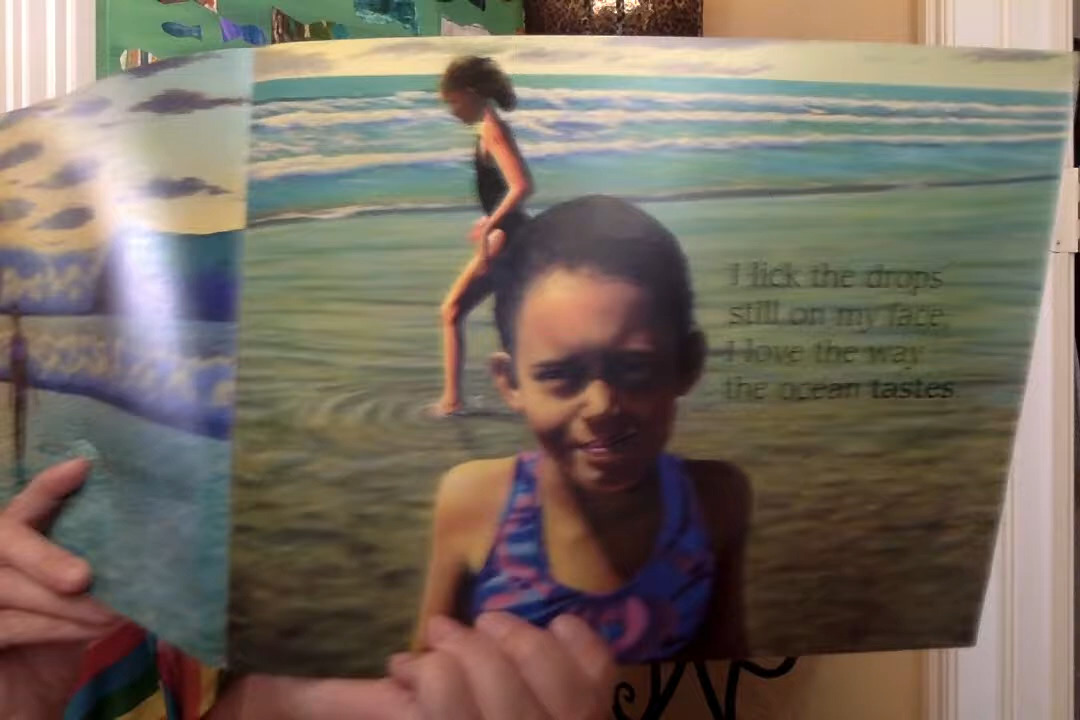 I lick the drops
still on my face;
I love the way
the ocean tastes